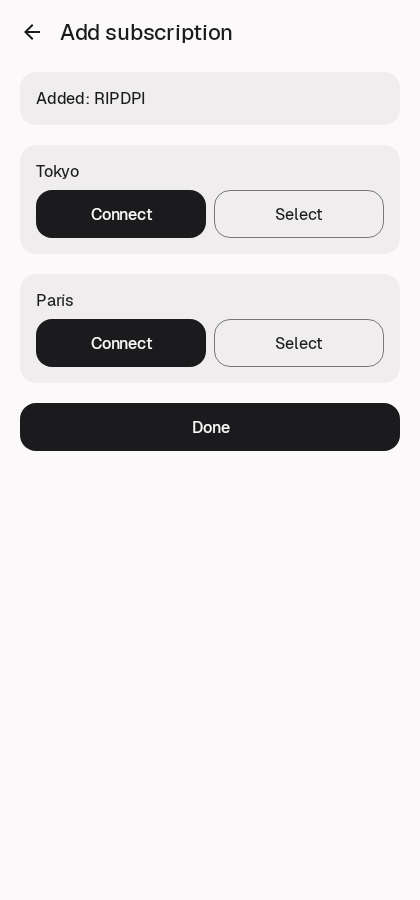 Add subscription
Added: RIPDPI
Tokyo
Connect
Select
Paris
Connect
Select
Done